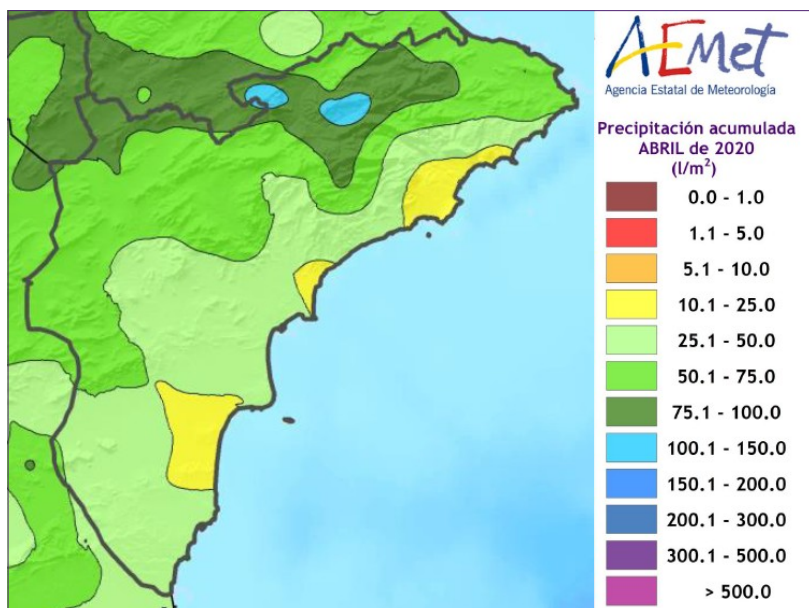 AEMet
Agencia Estatal de Meteorología
Precipitación acumulada
ABRIL de 2020
(l/m²)
0.0 - 1.0
1.1 - 5.0
5.1 - 10.0
10.1 - 25.0
25.1 - 50.0
50.1 - 75.0
75.1 - 100.0
100.1 - 150.0
150.1 - 200.0
200.1 - 300.0
300.1 - 500.0
> 500.0